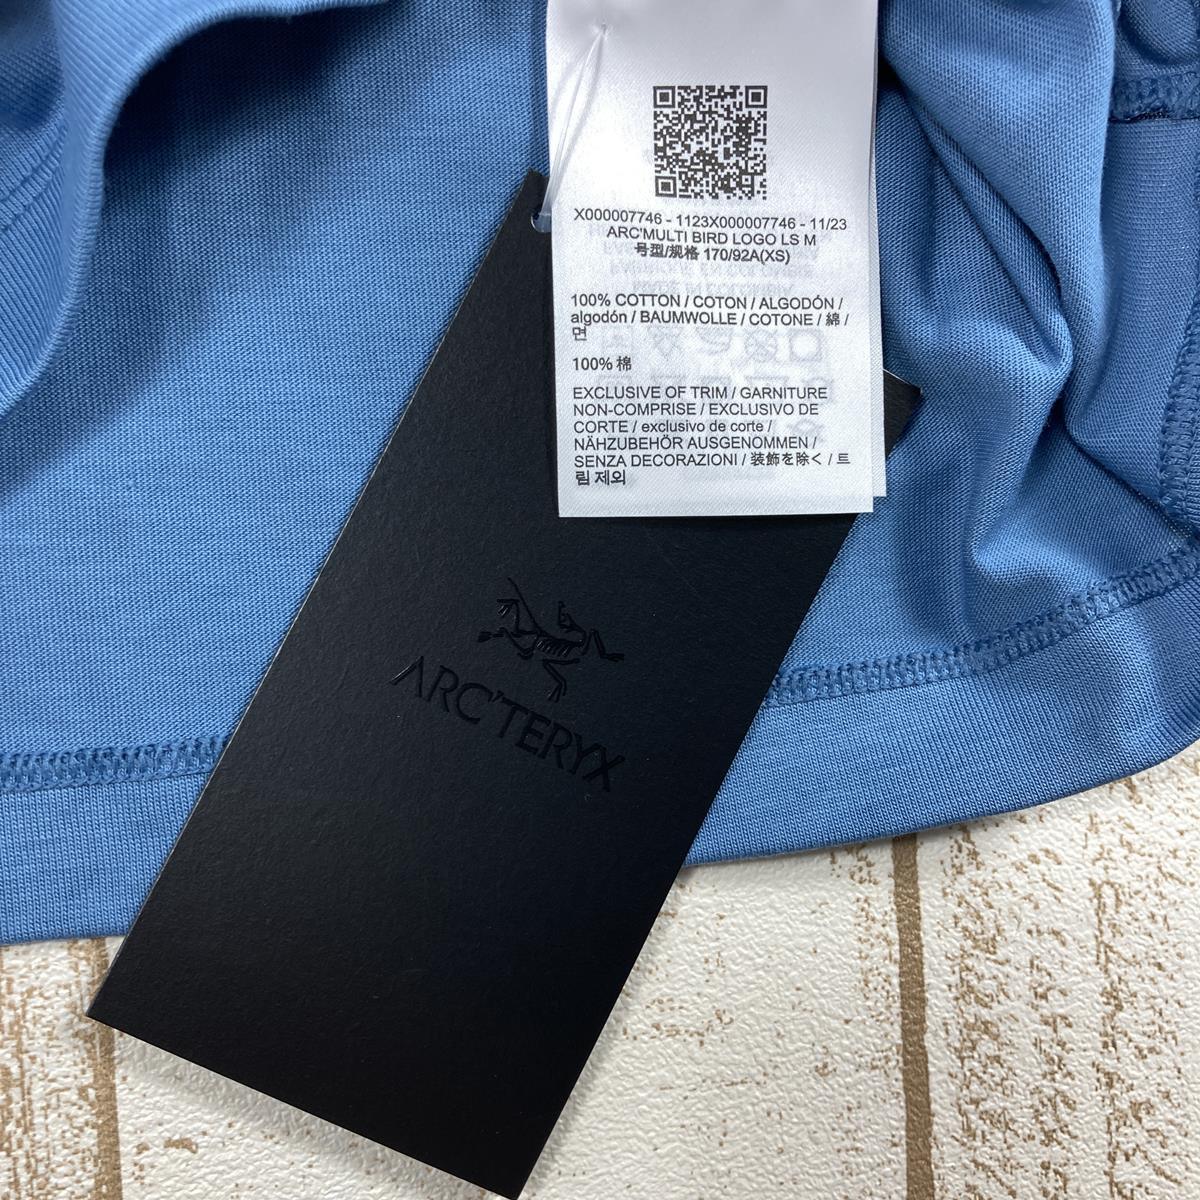 X000007746 - 1123X000007746 - 11/23
ARC'MULTI BIRD LOGO LS M
号型/规格 170/92A(XS)
100% COTTON / COTON / ALGODÓN /
algodón / BAUMWOLLE / COTONE / 綿 /
면
100% 棉
EXCLUSIVE OF TRIM / GARNITURE
NON-COMPRISE / EXCLUSIVO DE
CORTE / exclusivo de corte /
NÄHZUBEHÖR AUSGENOMMEN /
SENZA DECORAZIONI / 装飾を除く / 트
림 제외
ARC'TERYX